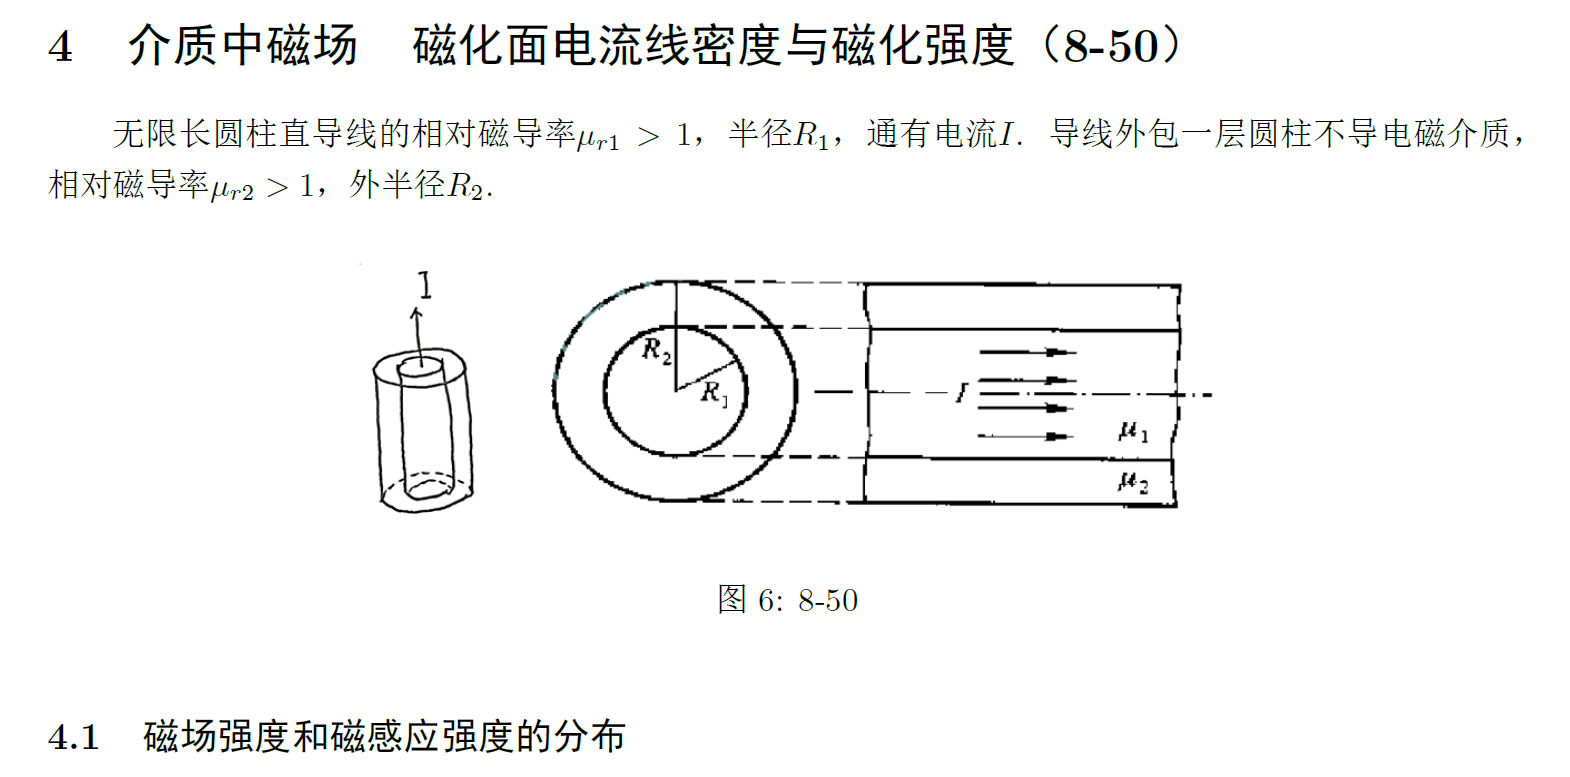 4 介质中磁场 磁化面电流线密度与磁化强度（8-50）
无限长圆柱直导线的相对磁导率μr1 > 1，半径R1，通有电流I. 导线外包一层圆柱不导电磁介质，
相对磁导率μr2 > 1，外半径R2.
I
R2
R1
I
μ1
μ2
图 6: 8-50
4.1 磁场强度和磁感应强度的分布